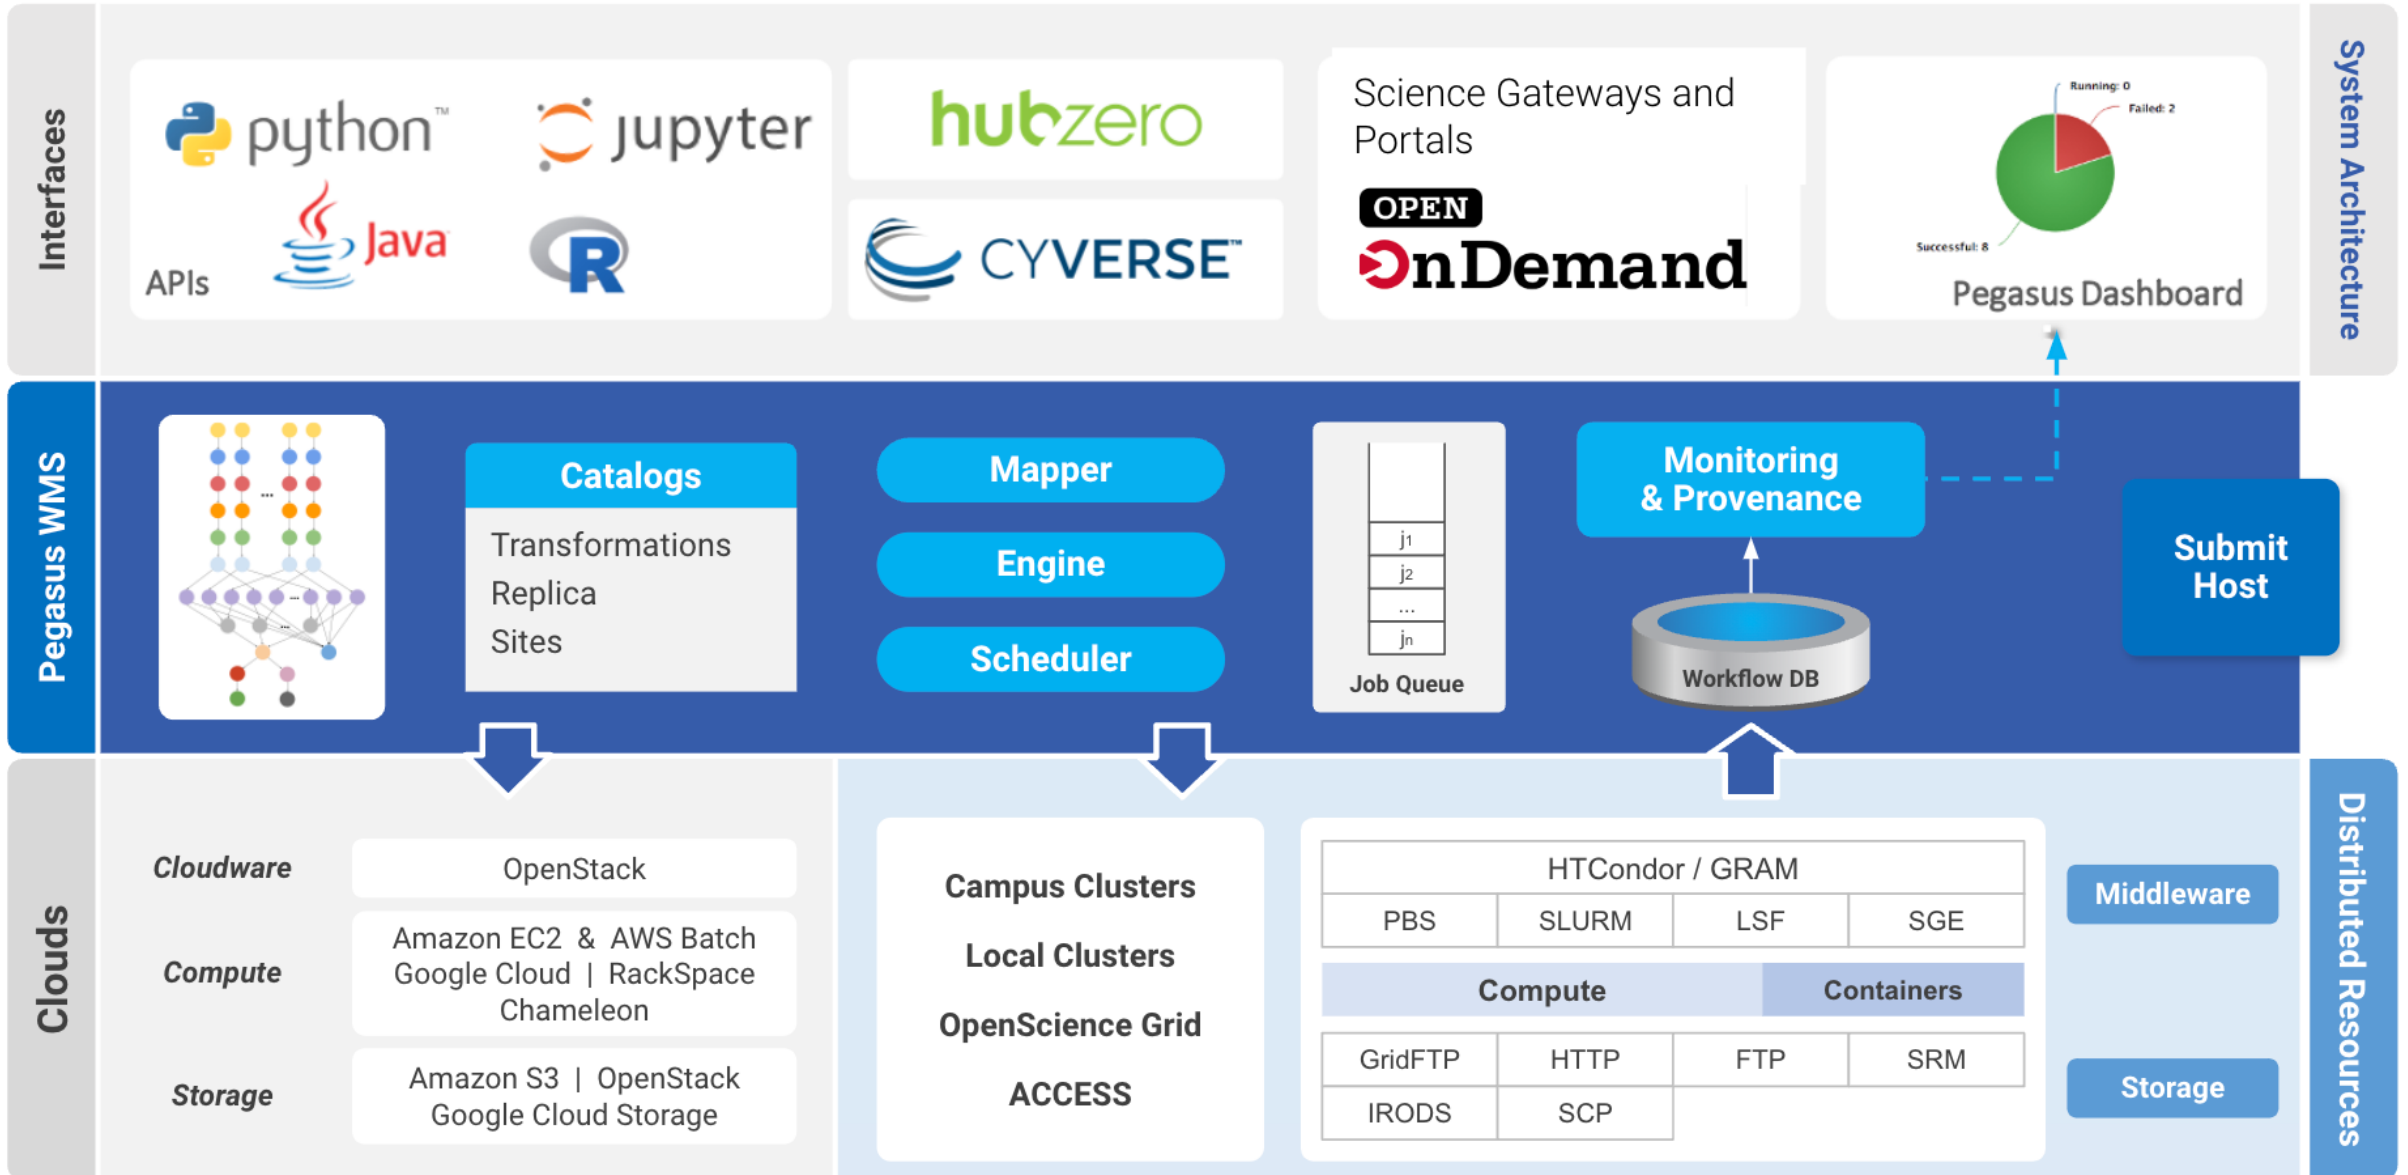 Interfaces
python™
jupyter
Java
R
APIs
hubzero
CYVERSE™
Science Gateways and
Portals
OPEN
OnDemand
Running: 0
Failed: 2
Successful: 8
Pegasus Dashboard
System Architecture
Pegasus WMS
...
...
...
Catalogs
Transformations
Replica
Sites
Mapper
Engine
Scheduler
j1
j2
...
jn
Job Queue
Monitoring
& Provenance
Workflow DB
Submit
Host
Clouds
Cloudware
OpenStack
Compute
Amazon EC2 & AWS Batch
Google Cloud | RackSpace
Chameleon
Storage
Amazon S3 | OpenStack
Google Cloud Storage
Campus Clusters
Local Clusters
OpenScience Grid
ACCESS
HTCondor / GRAM
PBS SLURM LSF SGE
Compute Containers
GridFTP HTTP FTP SRM
IRODS SCP
Middleware
Storage
Distributed Resources